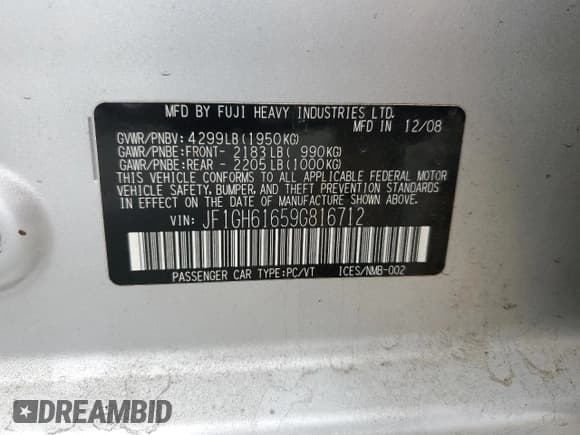 MFD BY FUJI HEAVY INDUSTRIES LTD.
MFD IN 12/08
GVWR/PNBV: 4299LB(1950KG)
GAWR/PNBE:FRONT- 2183LB( 990KG)
GAWR/PNBE:REAR - 2205LB(1000KG)
THIS VEHICLE CONFORMS TO ALL APPLICABLE FEDERAL MOTOR
VEHICLE SAFETY, BUMPER, AND THEFT PREVENTION STANDARDS
IN EFFECT ON THE DATE OF MANUFACTURE SHOWN ABOVE.
VIN: JF1GH61659G816712
PASSENGER CAR TYPE:PC/VT ICES/NMB-002
DREAMBID